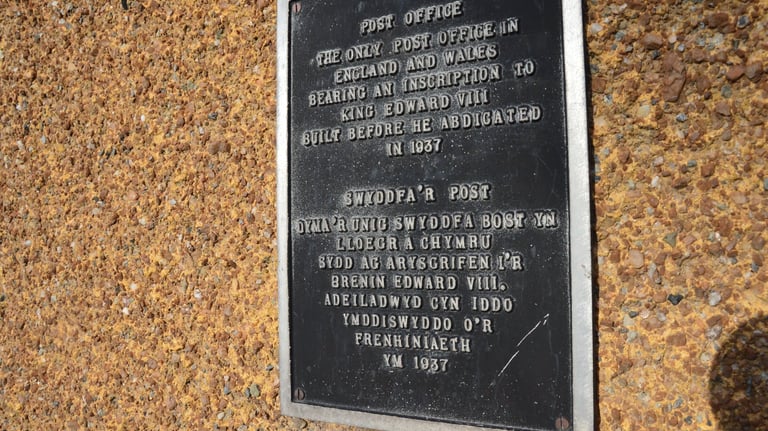 POST OFFICE
THE ONLY POST OFFICE IN
ENGLAND AND WALES
BEARING AN INSCRIPTION TO
KING EDWARD VIII
BUILT BEFORE HE ABDICATED
IN 1937
SWYDDFA'R POST
DYMA'R UNIG SWYDDFA BOST YN
LLOEGR A CHYMRU
SYDD AG ARYSGRIFEN I'R
BRENIN EDWARD VIII.
ADEILADWYD CYN IDDO
YMDDISWYDDO O'R
FRENHINIAETH
YM 1937